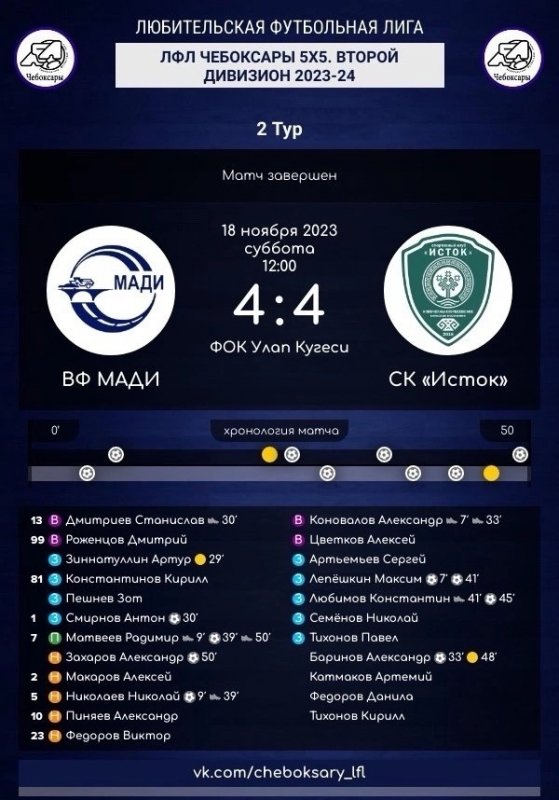 ЛЮБИТЕЛЬСКАЯ ФУТБОЛЬНАЯ ЛИГА
ЛФЛ ЧЕБОКСАРЫ 5Х5. ВТОРОЙ
ДИВИЗИОН 2023-24
Чебоксары
Чебоксары
2 Тур
Матч завершен
18 ноября 2023
суббота
12:00
4:4
ФОК Улап Кугеси
МАДИ
ИСТОК
ВФ МАДИ
СК «Исток»
0'
хронология матча
50
13 В Дмитриев Станислав 30'
99 В Роженцов Дмитрий
З Зиннатуллин Артур 29'
81 З Константинов Кирилл
З Пешнев Зот
1 З Смирнов Антон 30'
7 П Матвеев Радимир 9' 39' 50'
Н Захаров Александр 50'
2 Н Макаров Алексей
5 Н Николаев Николай 9' 39'
10 Н Пиняев Александр
23 Н Федоров Виктор
В Коновалов Александр 7' 33'
В Цветков Алексей
З Артемьев Сергей
З Лепёшкин Максим 7' 41'
З Любимов Константин 41' 45'
З Семёнов Николай
З Тихонов Павел
Баринов Александр 33' 48'
Катмаков Артемий
Федоров Данила
Тихонов Кирилл
vk.com/cheboksary_lfl